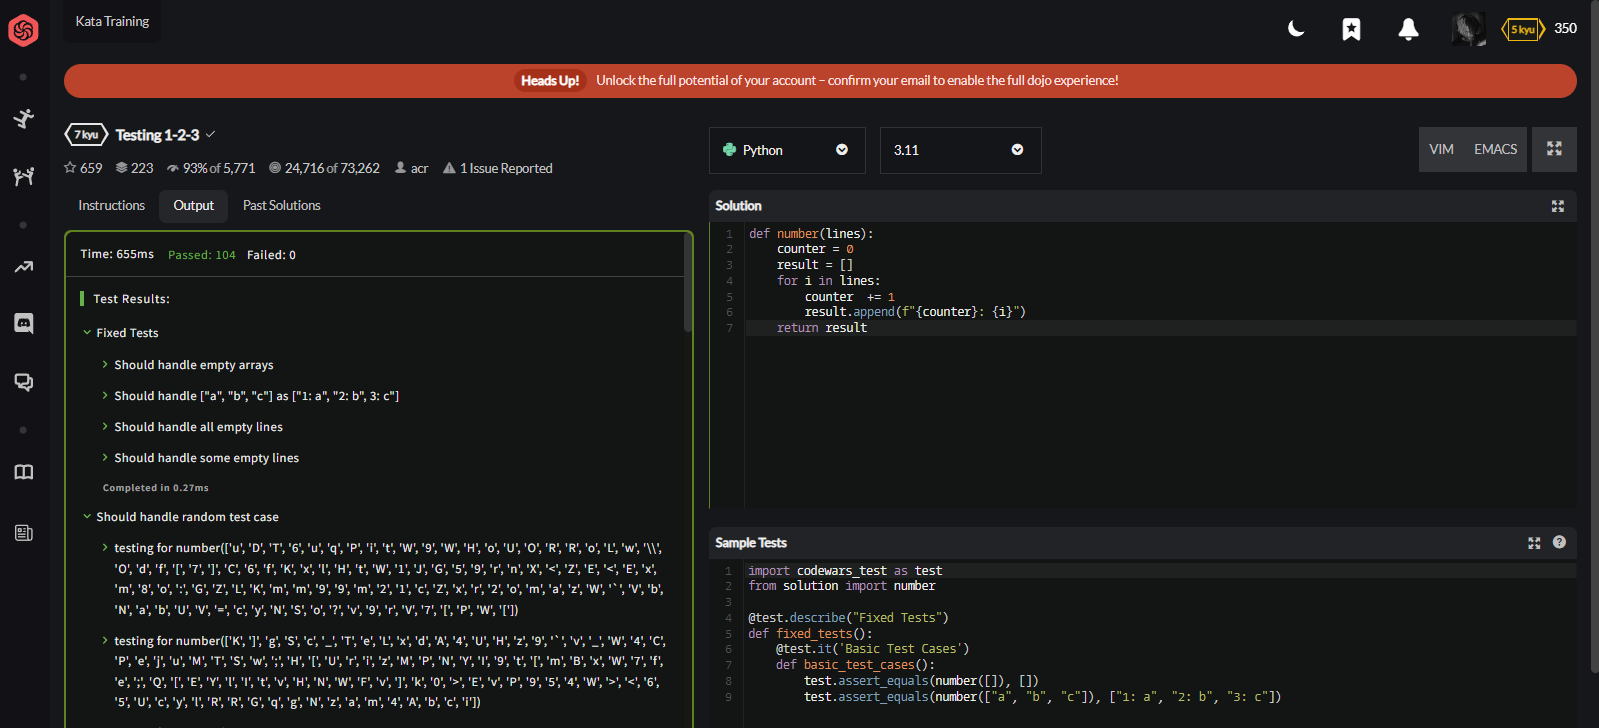 Kata Training
5 kyu 350
Heads Up! Unlock the full potential of your account – confirm your email to enable the full dojo experience!
7 kyu Testing 1-2-3
659 223 93% of 5,771 24,716 of 73,262 acr 1 Issue Reported
Instructions Output Past Solutions
Time: 655ms Passed: 104 Failed: 0
Test Results:
Fixed Tests
Should handle empty arrays
Should handle ["a", "b", "c"] as ["1: a", "2: b", 3: c"]
Should handle all empty lines
Should handle some empty lines
Completed in 0.27ms
Should handle random test case
testing for number(['u', 'D', 'T', '6', 'u', 'q', 'P', 'i', 't', 'W', '9', 'W', 'H', 'o', 'U', 'O', 'R', 'R', 'o', 'L', 'w', '\\',
'O', 'd', 'f', '[', '7', ']', 'C', '6', 'f', 'K', 'x', 'l', 'H', 't', 'W', '1', 'J', 'G', '5', '9', 'r', 'n', 'X', '<', 'Z', 'E', '<', 'E', 'x',
'm', '8', 'o', ':', 'G', 'Z', 'L', 'K', 'm', 'm', '9', '9', 'm', '2', '1', 'c', 'Z', 'x', 'r', '2', 'o', 'm', 'a', 'z', 'W', '`', 'V', 'b',
'N', 'a', 'b', 'U', 'V', '=', 'c', 'y', 'N', 'S', 'o', '?', 'v', '9', 'r', 'V', '7', '[', 'P', 'W', '['])
testing for number(['K', ']', 'g', 'S', 'c', '_', 'T', 'e', 'L', 'x', 'd', 'A', '4', 'U', 'H', 'z', '9', '`', 'v', '_', 'W', '4', 'C',
'P', 'e', 'j', 'u', 'M', 'T', 'S', 'w', ';', 'H', '[', 'U', 'r', 'i', 'z', 'M', 'P', 'N', 'Y', 'I', '9', 't', '[', 'm', 'B', 'x', 'W', '7', 'f',
'e', ';', 'Q', '[', 'E', 'Y', 'l', 'I', 't', 'v', 'H', 'N', 'W', 'F', 'v', ']', 'k', '0', '>', 'E', 'v', 'P', '9', '5', '4', 'W', '>', '<', '6',
'5', 'U', 'c', 'y', 'l', 'R', 'R', 'G', 'q', 'g', 'N', 'z', 'a', 'm', '4', 'A', 'b', 'c', 'i'])
Python 3.11 VIM EMACS
Solution
1 def number(lines):
2 counter = 0
3 result = []
4 for i in lines:
5 counter += 1
6 result.append(f"{counter}: {i}")
7 return result
Sample Tests
1 import codewars_test as test
2 from solution import number
3
4 @test.describe("Fixed Tests")
5 def fixed_tests():
6 @test.it('Basic Test Cases')
7 def basic_test_cases():
8 test.assert_equals(number([]), [])
9 test.assert_equals(number(["a", "b", "c"]), ["1: a", "2: b", "3: c"])